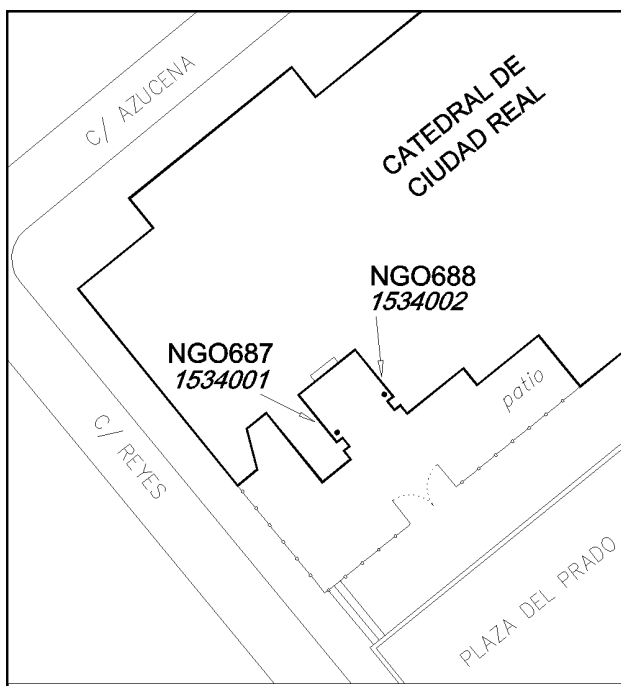 C/ AZUCENA
CATEDRAL DE
CIUDAD REAL
NGO688
1534002
NGO687
1534001
patio
C/ REYES
PLAZA DEL PRADO